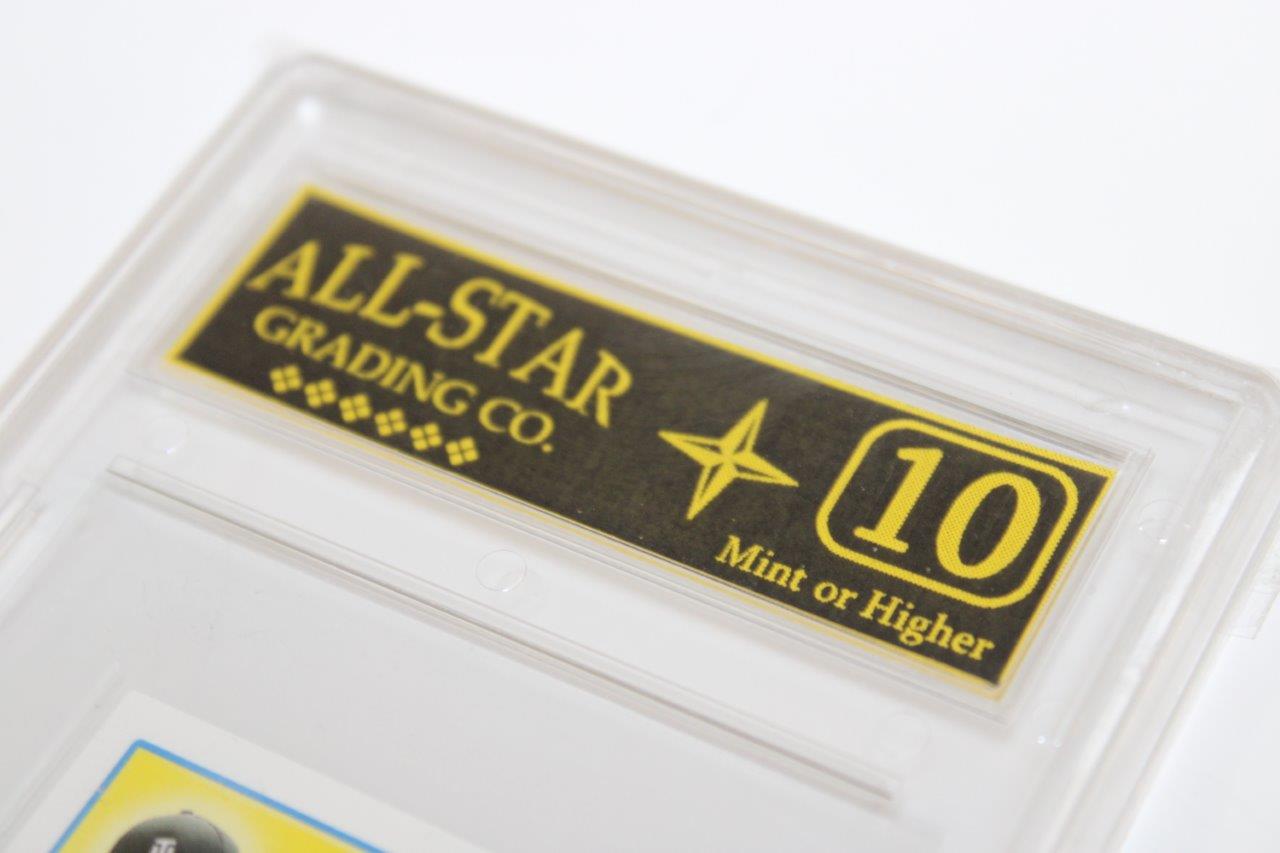 ALL-STAR
GRADING CO.
10
Mint or Higher